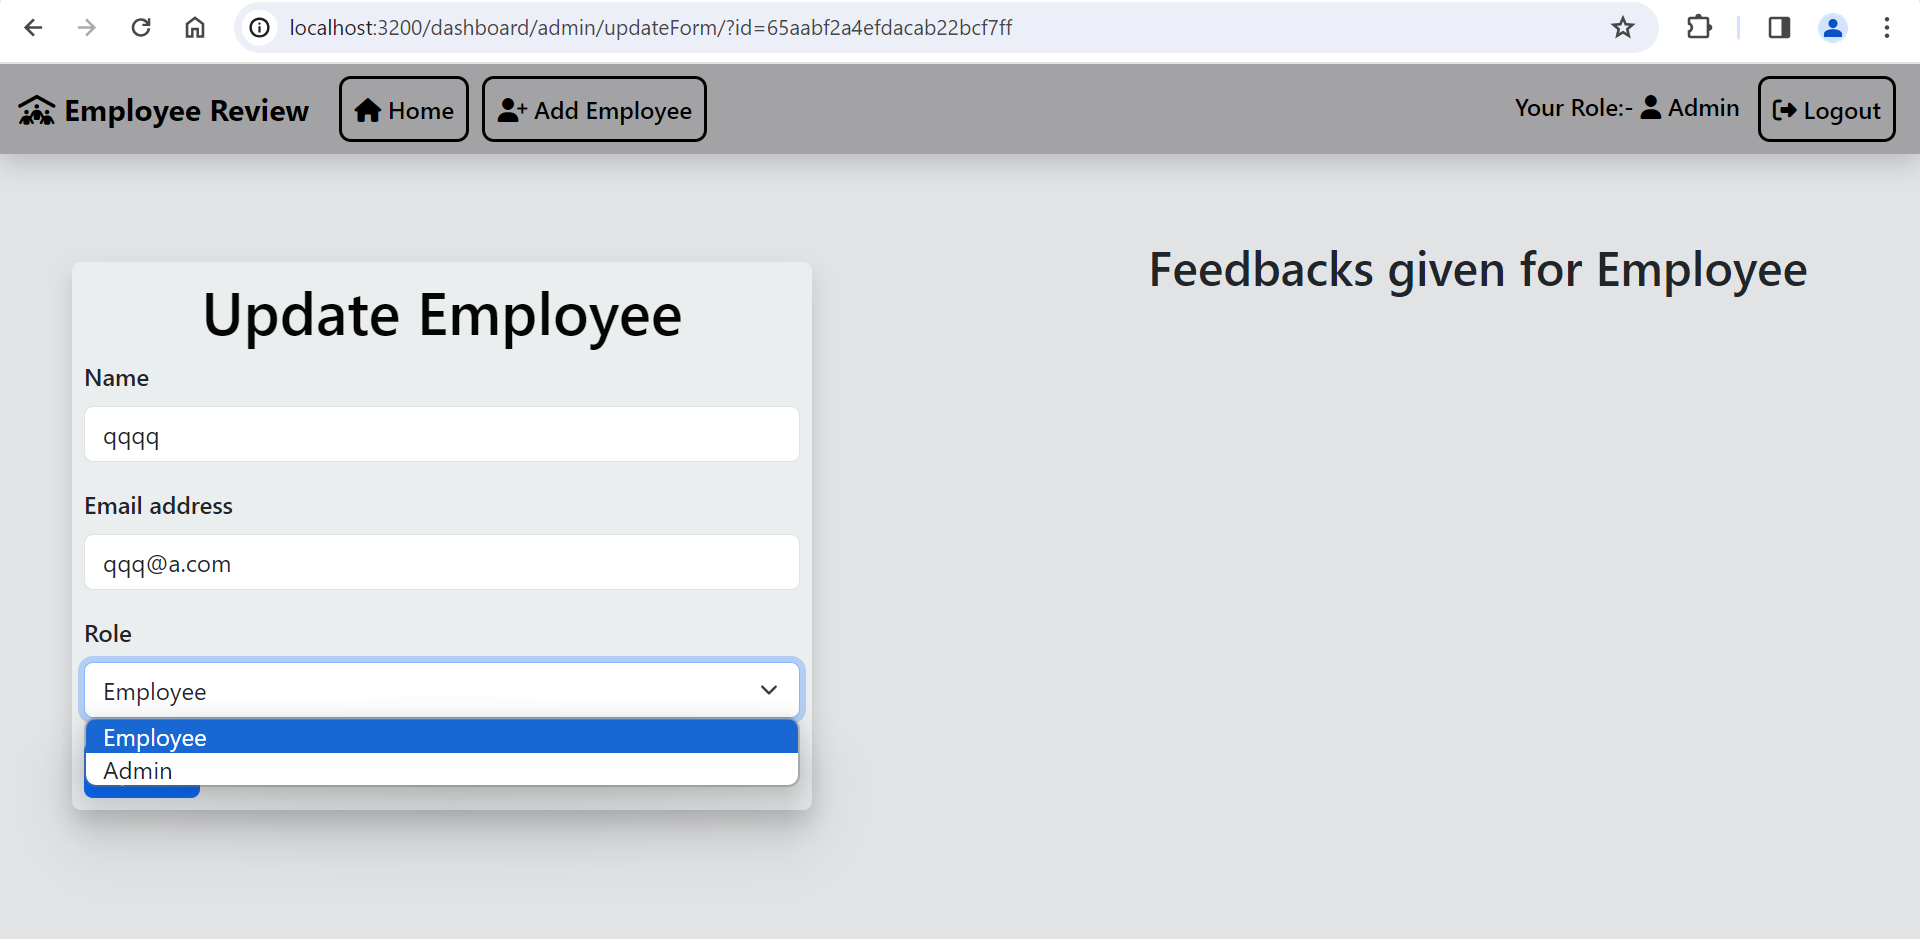 localhost:3200/dashboard/admin/updateForm/?id=65aabf2a4efdacab22bcf7ff
Employee Review Home Add Employee Your Role:- Admin Logout
Feedbacks given for Employee
Update Employee
Name
qqqq
Email address
qqq@a.com
Role
Employee
Employee
Admin